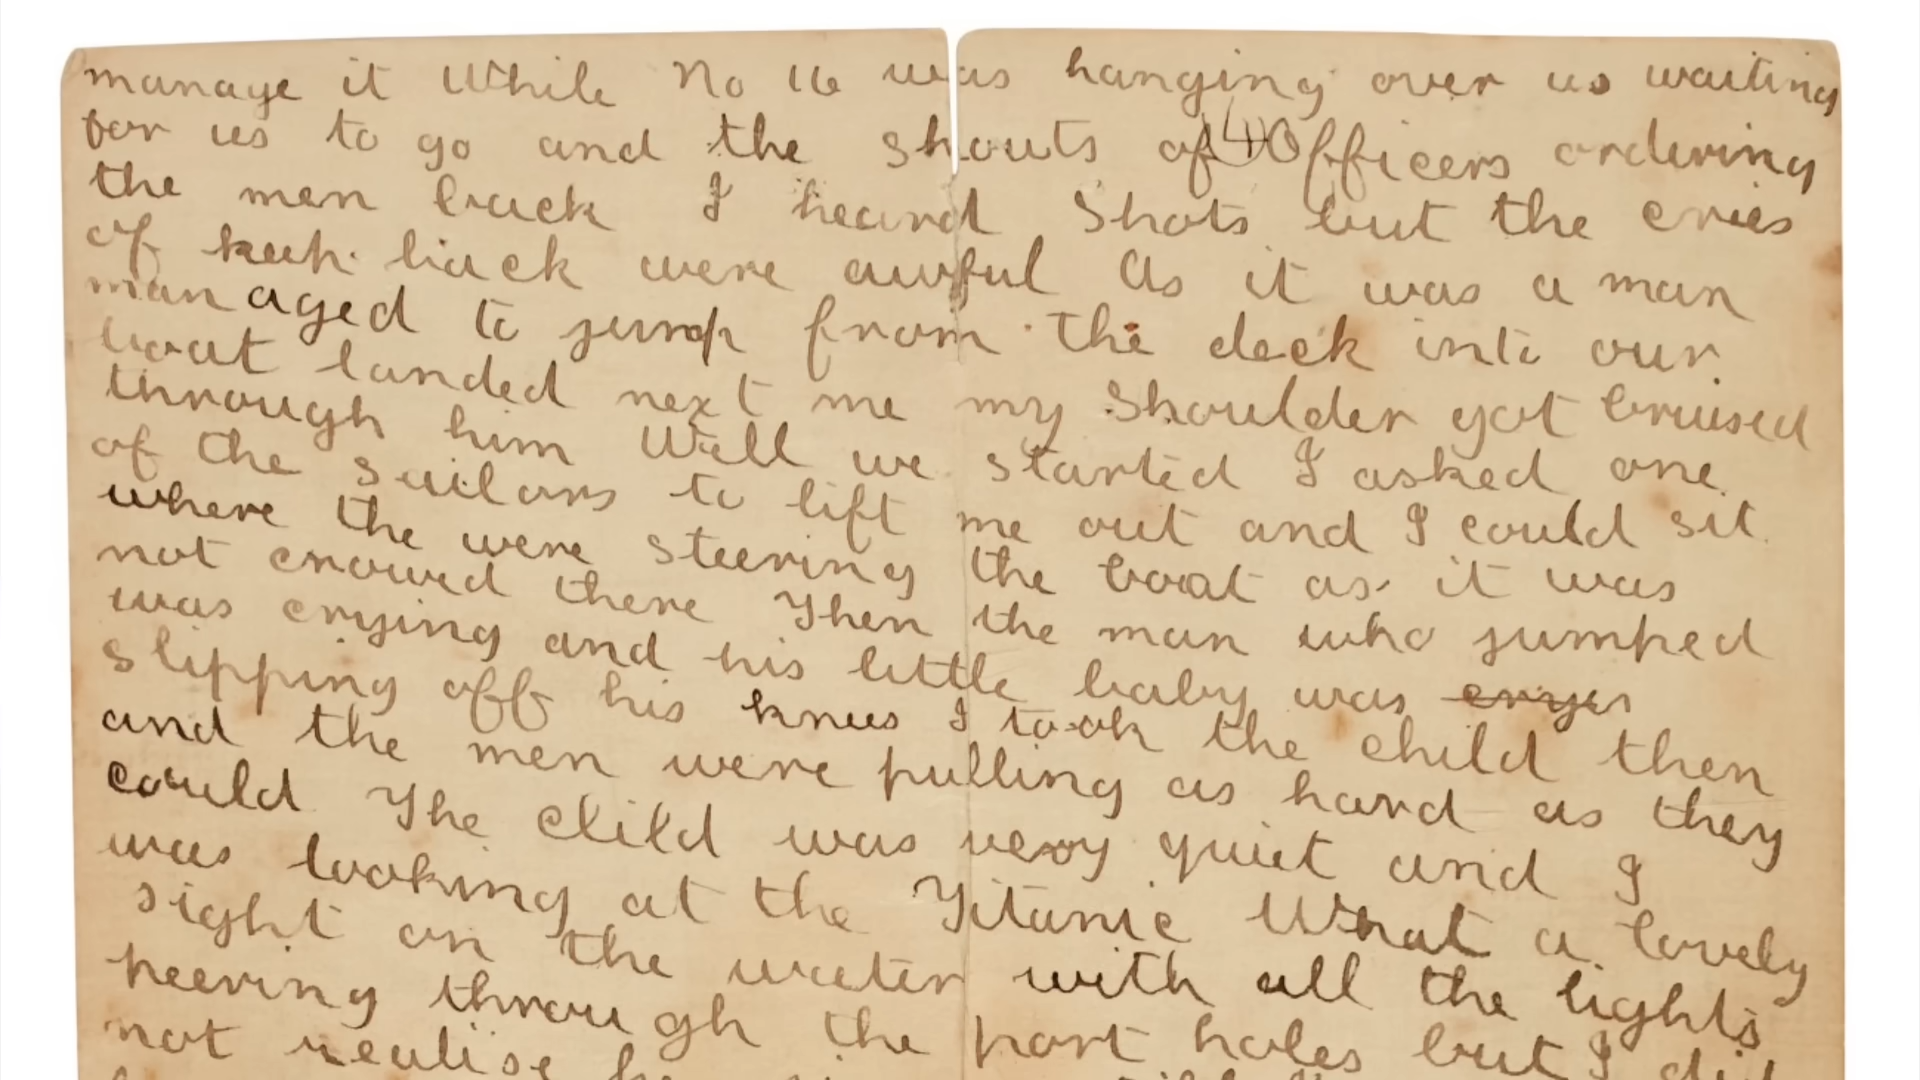 manage it While No 16 was hanging over us waiting
for us to go and the shouts of Officers ordering
the men back I heard Shots but the cries
of keep back were awful As it was a man
managed to jump from the deck into our
boat landed next me my Shoulder got bruised
through him Well we started I asked one
of the sailors to lift me out and I could sit
where the were steering the boat as it was
not crowd there Then the man who jumped
was crying and his little baby was
slipping off his knees I took the child then
and the men were pulling as hard as they
could The clild was very quiet and I
was looking at the Titanic What a lovely
sight on the water with all the lights
peering through the port holes but I did
not realise